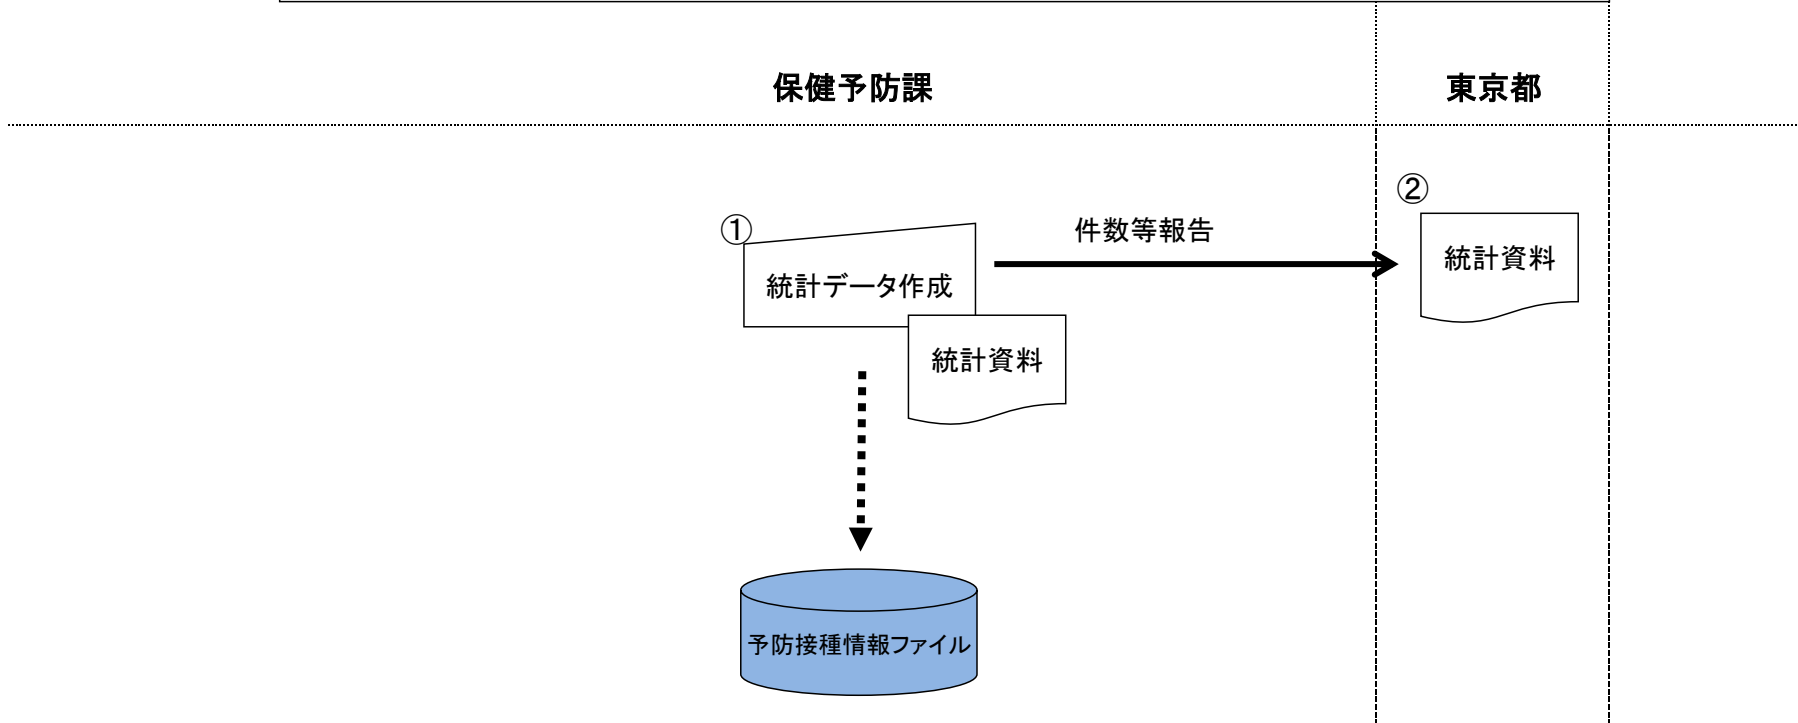 保健予防課
東京都
①
統計データ作成
統計資料
件数等報告
②
統計資料
予防接種情報ファイル